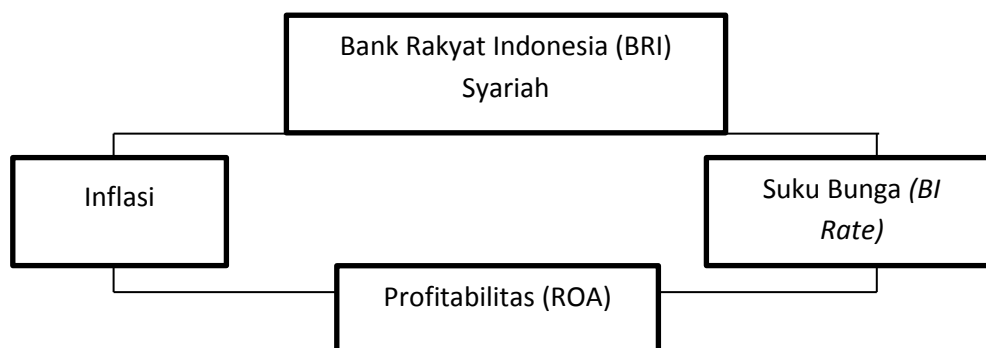 Bank Rakyat Indonesia (BRI)
Syariah
Inflasi
Suku Bunga (BI
Rate)
Profitabilitas (ROA)